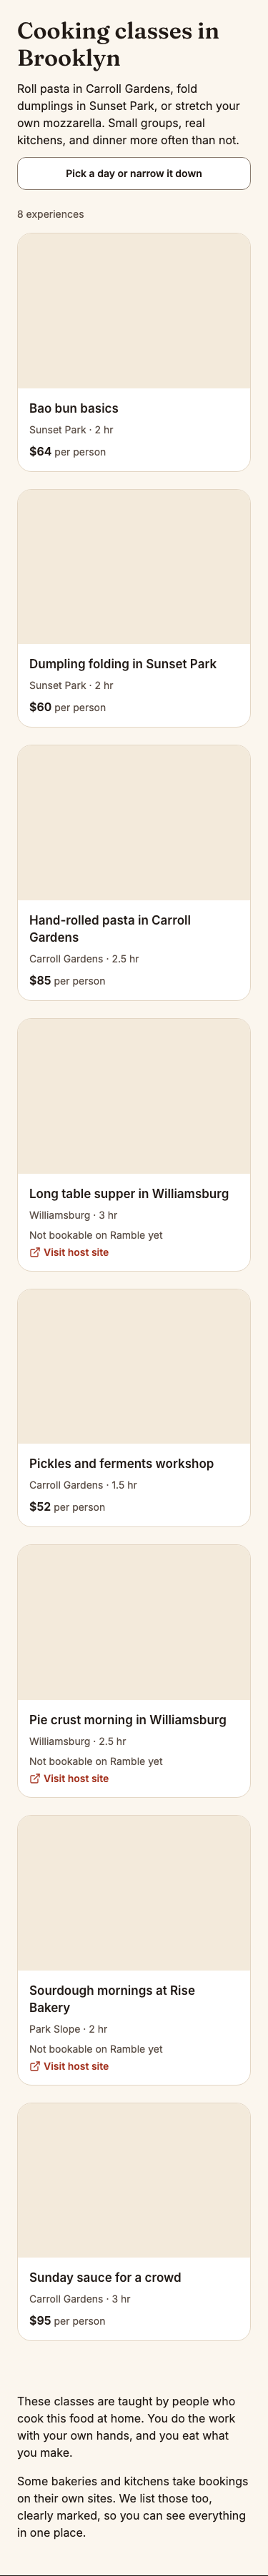 Cooking classes in
Brooklyn
Roll pasta in Carroll Gardens, fold
dumplings in Sunset Park, or stretch your
own mozzarella. Small groups, real
kitchens, and dinner more often than not.
Pick a day or narrow it down
8 experiences
Bao bun basics
Sunset Park · 2 hr
$64 per person
Dumpling folding in Sunset Park
Sunset Park · 2 hr
$60 per person
Hand-rolled pasta in Carroll
Gardens
Carroll Gardens · 2.5 hr
$85 per person
Long table supper in Williamsburg
Williamsburg · 3 hr
Not bookable on Ramble yet
Visit host site
Pickles and ferments workshop
Carroll Gardens · 1.5 hr
$52 per person
Pie crust morning in Williamsburg
Williamsburg · 2.5 hr
Not bookable on Ramble yet
Visit host site
Sourdough mornings at Rise
Bakery
Park Slope · 2 hr
Not bookable on Ramble yet
Visit host site
Sunday sauce for a crowd
Carroll Gardens · 3 hr
$95 per person
These classes are taught by people who
cook this food at home. You do the work
with your own hands, and you eat what
you make.
Some bakeries and kitchens take bookings
on their own sites. We list those too,
clearly marked, so you can see everything
in one place.